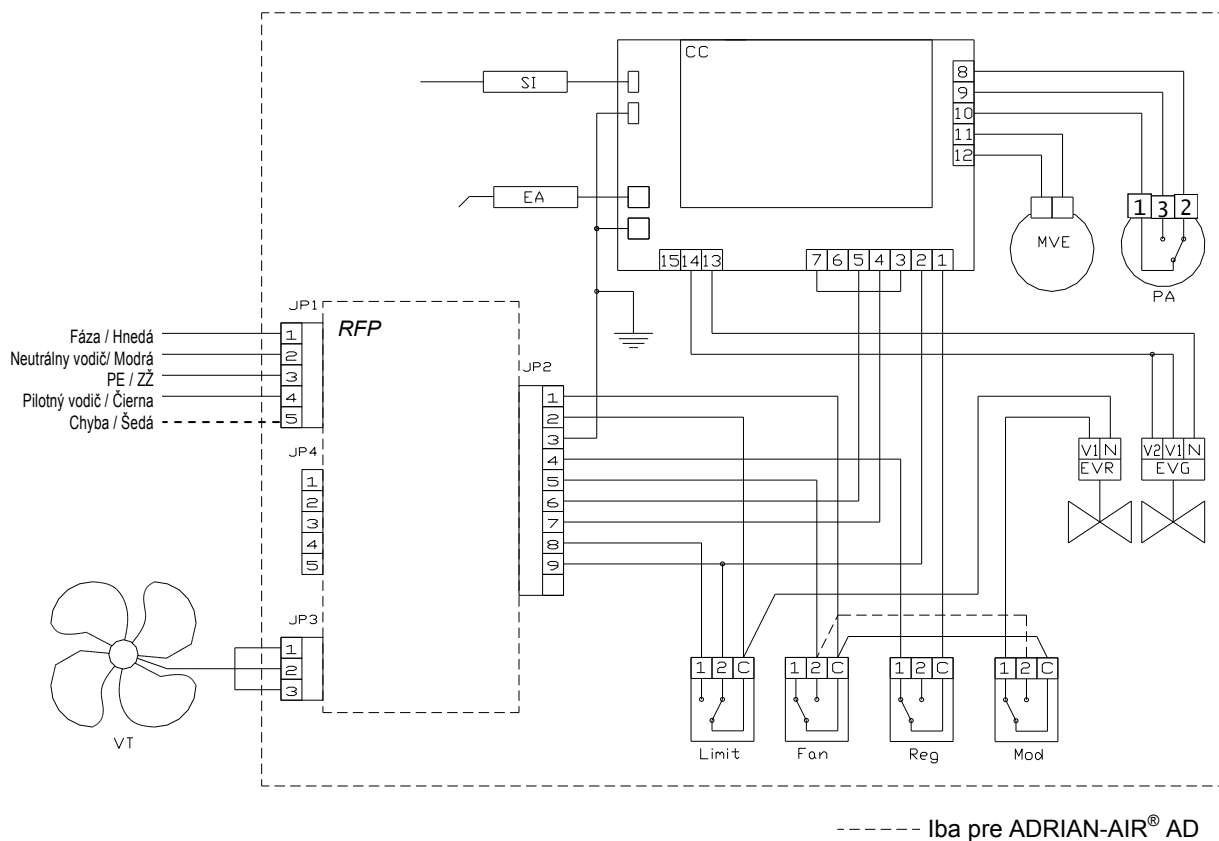 CC
SI
EA
8
9
10
11
12
MVE
1 3 2
PA
15 14 13
7 6 5 4 3 2 1
JP1
Fáza / Hnedá 1
Neutrálny vodič/ Modrá 2
PE / ZŽ 3
Pilotný vodič / Čierna 4
Chyba / Šedá 5
RFP
JP2
1
2
3
4
5
6
7
8
9
JP4
1
2
3
4
5
V1 N
EVR
V2 V1 N
EVG
JP3
1
2
3
VT
1 2 C
Limit
1 2 C
Fan
1 2 C
Reg
1 2 C
Mod
Iba pre ADRIAN-AIR® AD